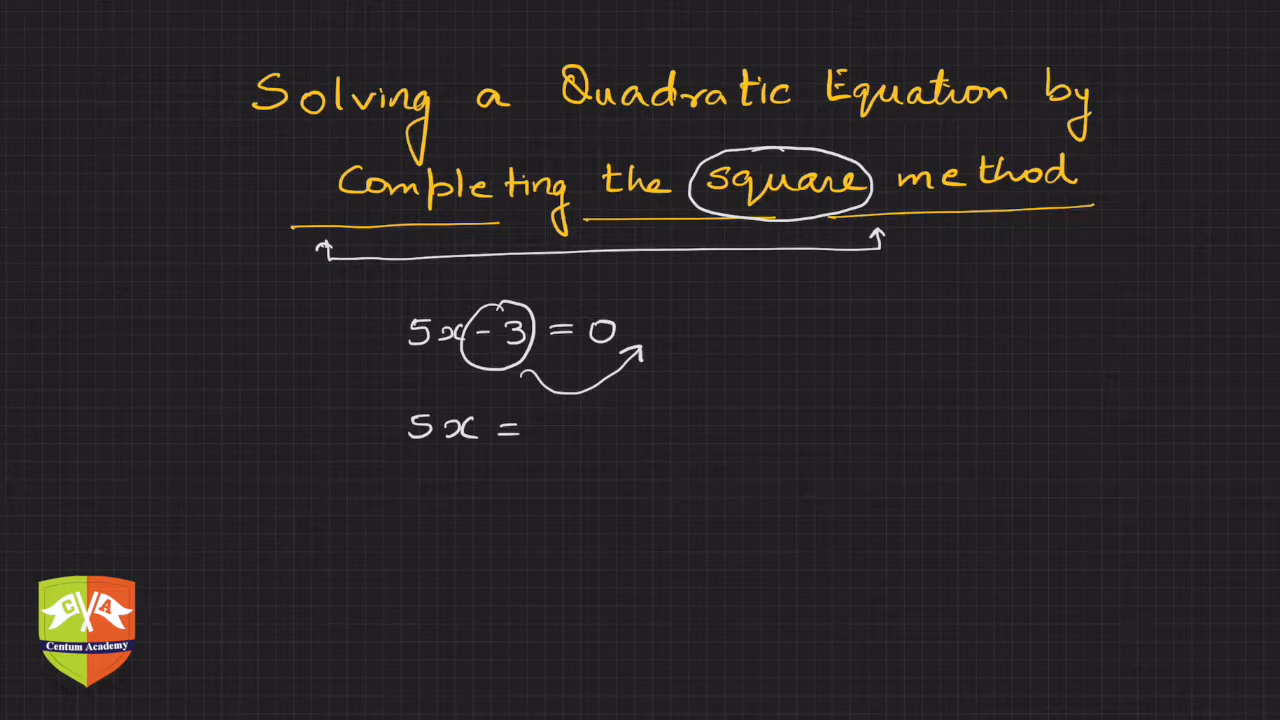 Solving a Quadratic Equation by
Completing the square method
5x - 3 = 0
5x =
C A
Centum Academy